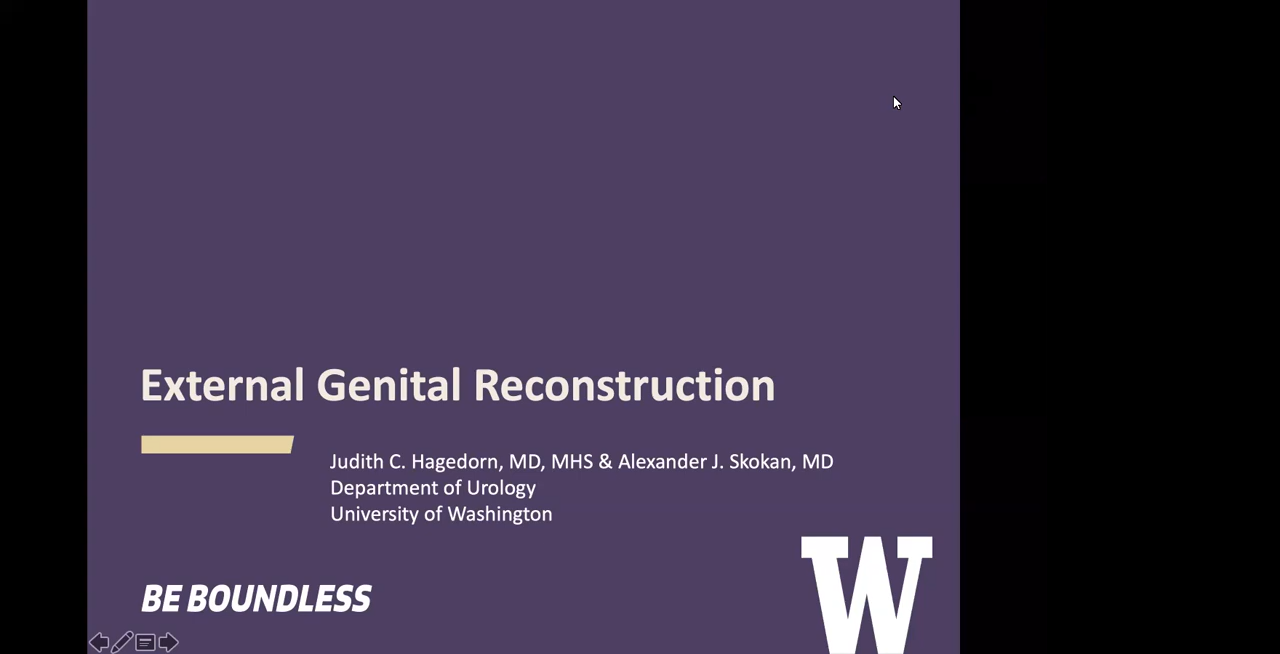 External Genital Reconstruction
Judith C. Hagedorn, MD, MHS & Alexander J. Skokan, MD
Department of Urology
University of Washington
BE BOUNDLESS
W